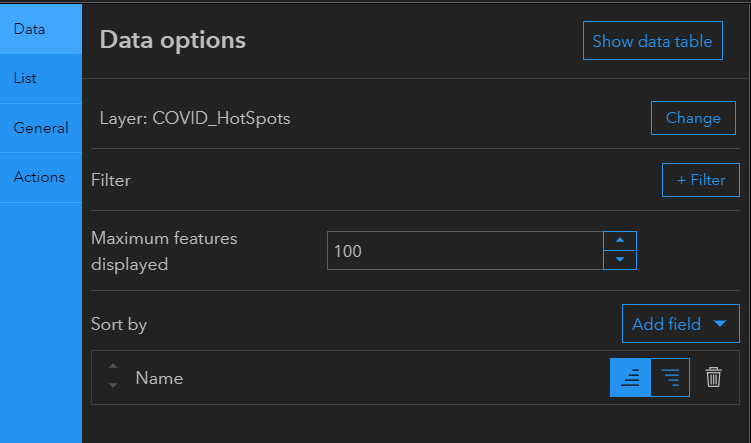 Data
List
General
Actions
Data options
Show data table
Layer: COVID_HotSpots
Change
Filter
+ Filter
Maximum features
displayed
100
Sort by
Add field
Name